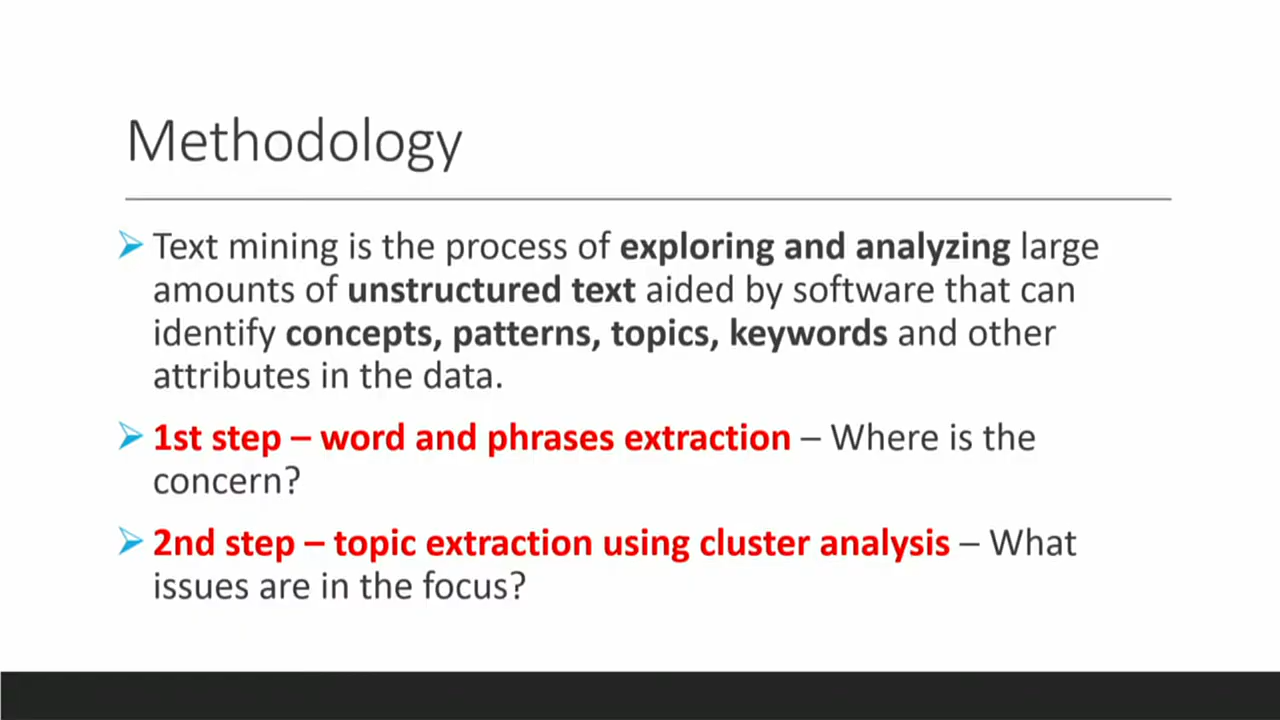 Methodology
Text mining is the process of exploring and analyzing large
amounts of unstructured text aided by software that can
identify concepts, patterns, topics, keywords and other
attributes in the data.
1st step – word and phrases extraction – Where is the
concern?
2nd step – topic extraction using cluster analysis – What
issues are in the focus?